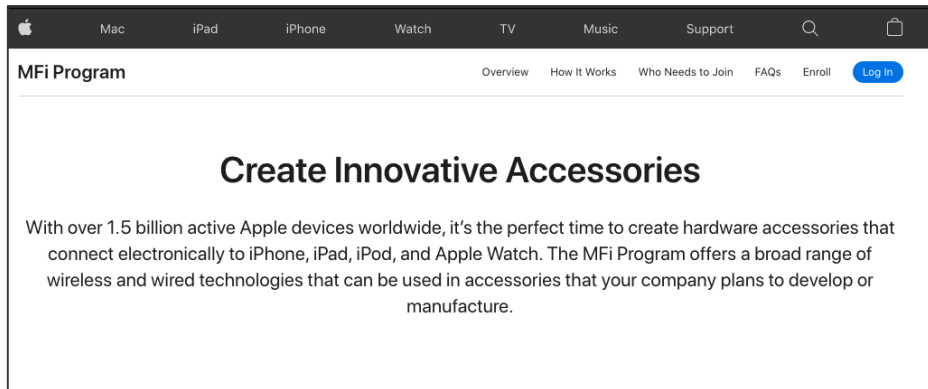 Mac iPad iPhone Watch TV Music Support
MFi Program Overview How It Works Who Needs to Join FAQs Enroll Log In
Create Innovative Accessories
With over 1.5 billion active Apple devices worldwide, it’s the perfect time to create hardware accessories that
connect electronically to iPhone, iPad, iPod, and Apple Watch. The MFi Program offers a broad range of
wireless and wired technologies that can be used in accessories that your company plans to develop or
manufacture.